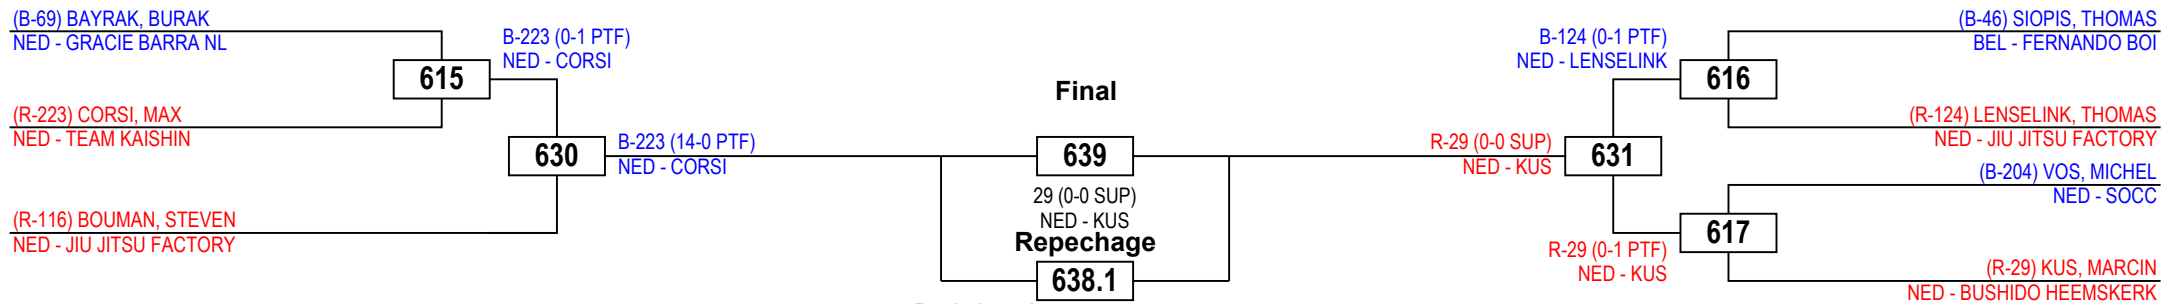 (B-69) BAYRAK, BURAK
NED - GRACIE BARRA NL
B-223 (0-1 PTF)
NED - CORSI
615
(R-223) CORSI, MAX
NED - TEAM KAISHIN
630
B-223 (14-0 PTF)
NED - CORSI
(R-116) BOUMAN, STEVEN
NED - JIU JITSU FACTORY
Final
639
29 (0-0 SUP)
NED - KUS
Repechage
638.1
(B-46) SIOPIS, THOMAS
BEL - FERNANDO BOI
B-124 (0-1 PTF)
NED - LENSELINK
616
(R-124) LENSELINK, THOMAS
NED - JIU JITSU FACTORY
R-29 (0-0 SUP)
NED - KUS
631
(B-204) VOS, MICHEL
NED - SOCC
617
R-29 (0-1 PTF)
NED - KUS
(R-29) KUS, MARCIN
NED - BUSHIDO HEEMSKERK